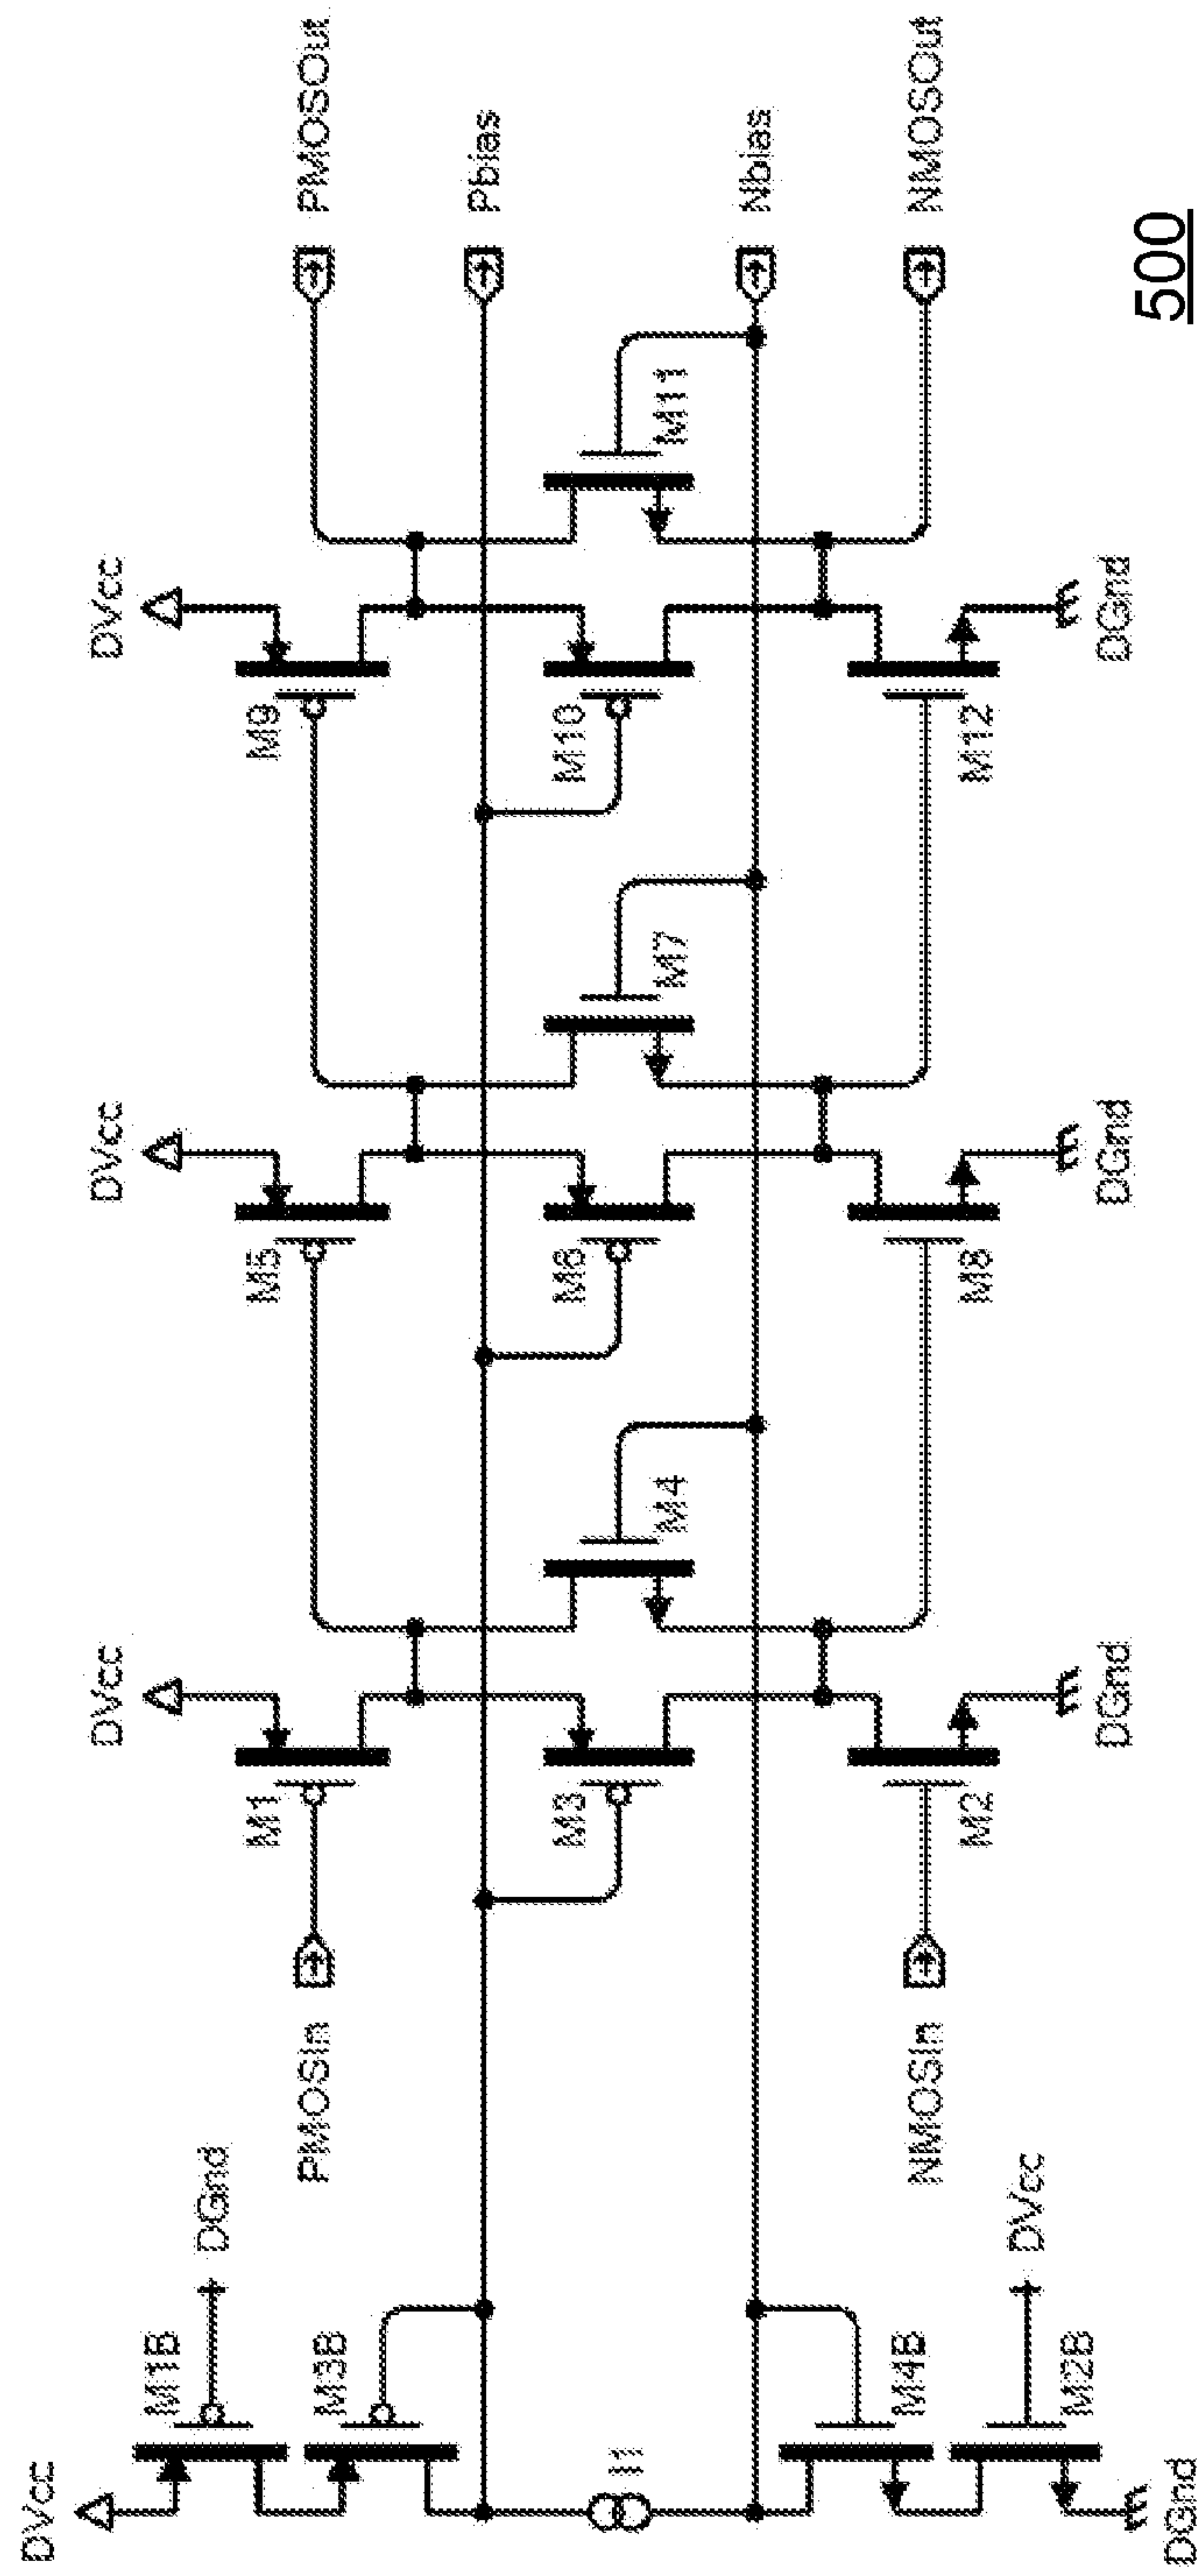 DVcc
M1B
DGnd
M3B
I1
M4B
DVcc
M2B
DGnd
PMOSIn
NMOSIn
DVcc
M1
M3
M4
M2
DGnd
DVcc
M5
M6
M7
M8
DGnd
DVcc
M9
M10
M11
M12
DGnd
PMOSOut
Pbias
Nbias
NMOSOut
500